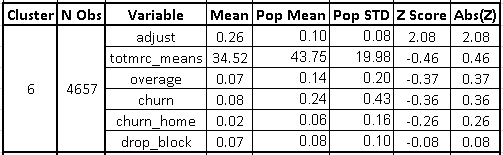 Cluster N Obs Variable Mean Pop Mean Pop STD Z Score Abs(Z)
adjust 0.26 0.10 0.08 2.08 2.08
totmrc_means 34.52 43.75 19.98 -0.46 0.46
overage 0.07 0.14 0.20 -0.37 0.37
6 4657 churn 0.08 0.24 0.43 -0.36 0.36
churn_home 0.02 0.06 0.16 -0.26 0.26
drop_block 0.07 0.08 0.10 -0.08 0.08